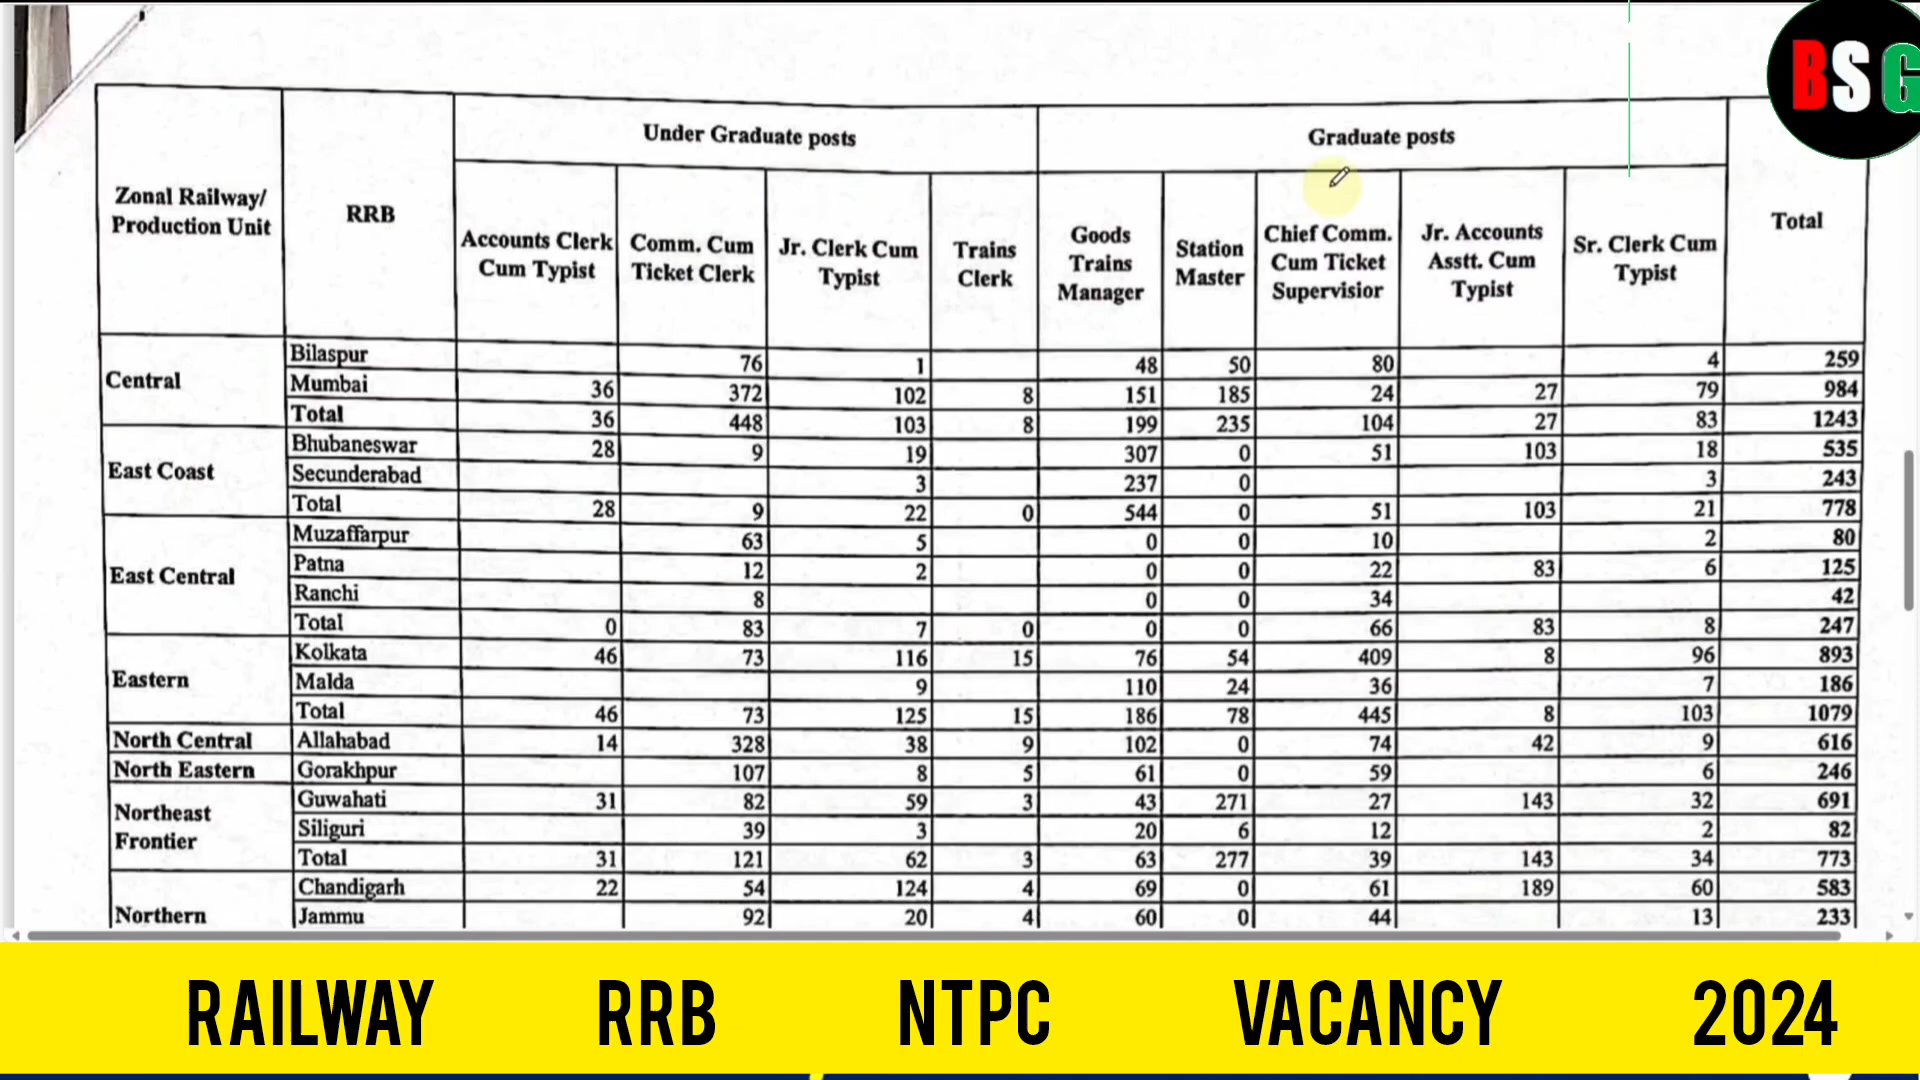 BSG
Under Graduate posts Graduate posts
Zonal Railway/ Production Unit RRB Accounts Clerk Cum Typist Comm. Cum Ticket Clerk Jr. Clerk Cum Typist Trains Clerk Goods Trains Manager Station Master Chief Comm. Cum Ticket Supervisior Jr. Accounts Asstt. Cum Typist Sr. Clerk Cum Typist Total
Central
Bilaspur 76 1 48 50 80 4 259
Mumbai 36 372 102 8 151 185 24 27 79 984
Total 36 448 103 8 199 235 104 27 83 1243
East Coast
Bhubaneswar 28 9 19 307 0 51 103 18 535
Secunderabad 3 237 0 3 243
Total 28 9 22 0 544 0 51 103 21 778
East Central
Muzaffarpur 63 5 0 0 10 2 80
Patna 12 2 0 0 22 83 6 125
Ranchi 8 0 0 34 42
Total 0 83 7 0 0 0 66 83 8 247
Eastern
Kolkata 46 73 116 15 76 54 409 8 96 893
Malda 9 110 24 36 7 186
Total 46 73 125 15 186 78 445 8 103 1079
North Central Allahabad 14 328 38 9 102 0 74 42 9 616
North Eastern Gorakhpur 107 8 5 61 0 59 6 246
Northeast Frontier
Guwahati 31 82 59 3 43 271 27 143 32 691
Siliguri 39 3 20 6 12 2 82
Total 31 121 62 3 63 277 39 143 34 773
Northern
Chandigarh 22 54 124 4 69 0 61 189 60 583
Jammu 92 20 4 60 0 44 13 233
RAILWAY RRB NTPC VACANCY 2024